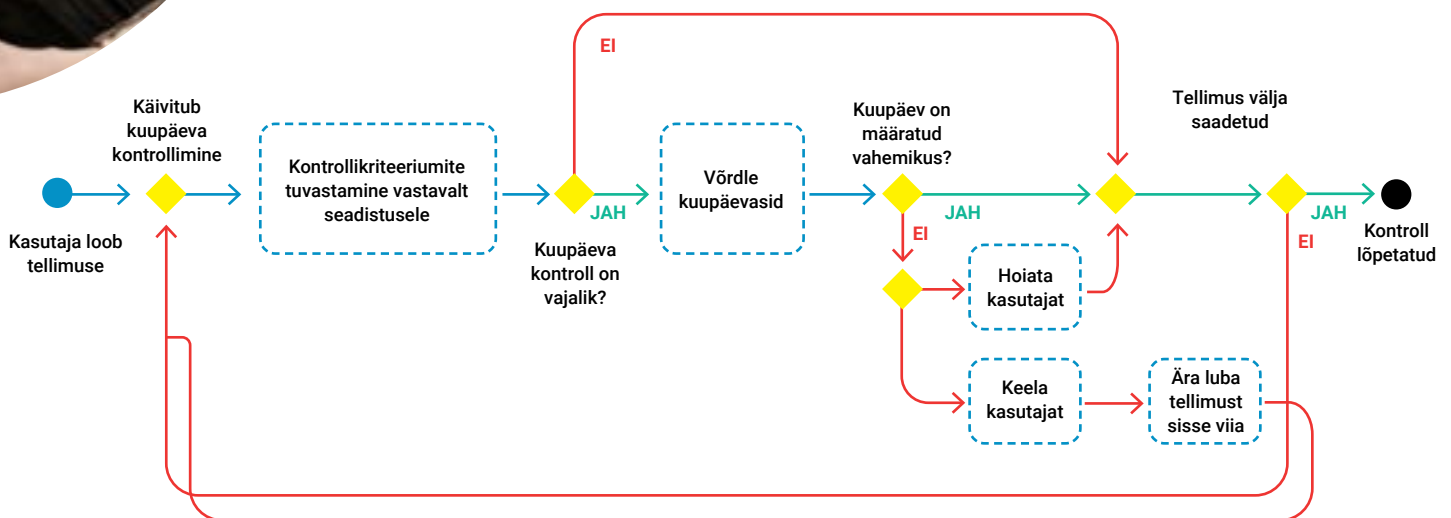 Käivitub
kuupäeva
kontrollimine
Kasutaja loob
tellimuse
Kontrollikriteeriumite
tuvastamine vastavalt
seadistusele
EI
JAH
Kuupäeva
kontroll on
vajalik?
Võrdle
kuupäevasid
Kuupäev on
määratud
vahemikus?
JAH
EI
Hoiata
kasutajat
Keela
kasutajat
Ära luba
tellimust
sisse viia
Tellimus välja
saadetud
JAH
EI
Kontroll
lõpetatud